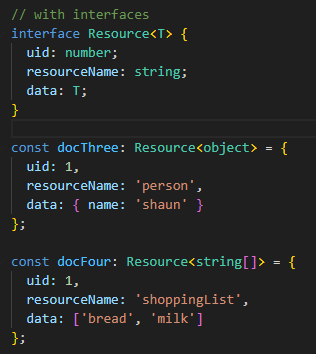 // with interfaces
interface Resource<T> {
  uid: number;
  resourceName: string;
  data: T;
}
const docThree: Resource<object> = {
  uid: 1,
  resourceName: 'person',
  data: { name: 'shaun' }
};
const docFour: Resource<string[]> = {
  uid: 1,
  resourceName: 'shoppingList',
  data: ['bread', 'milk']
};